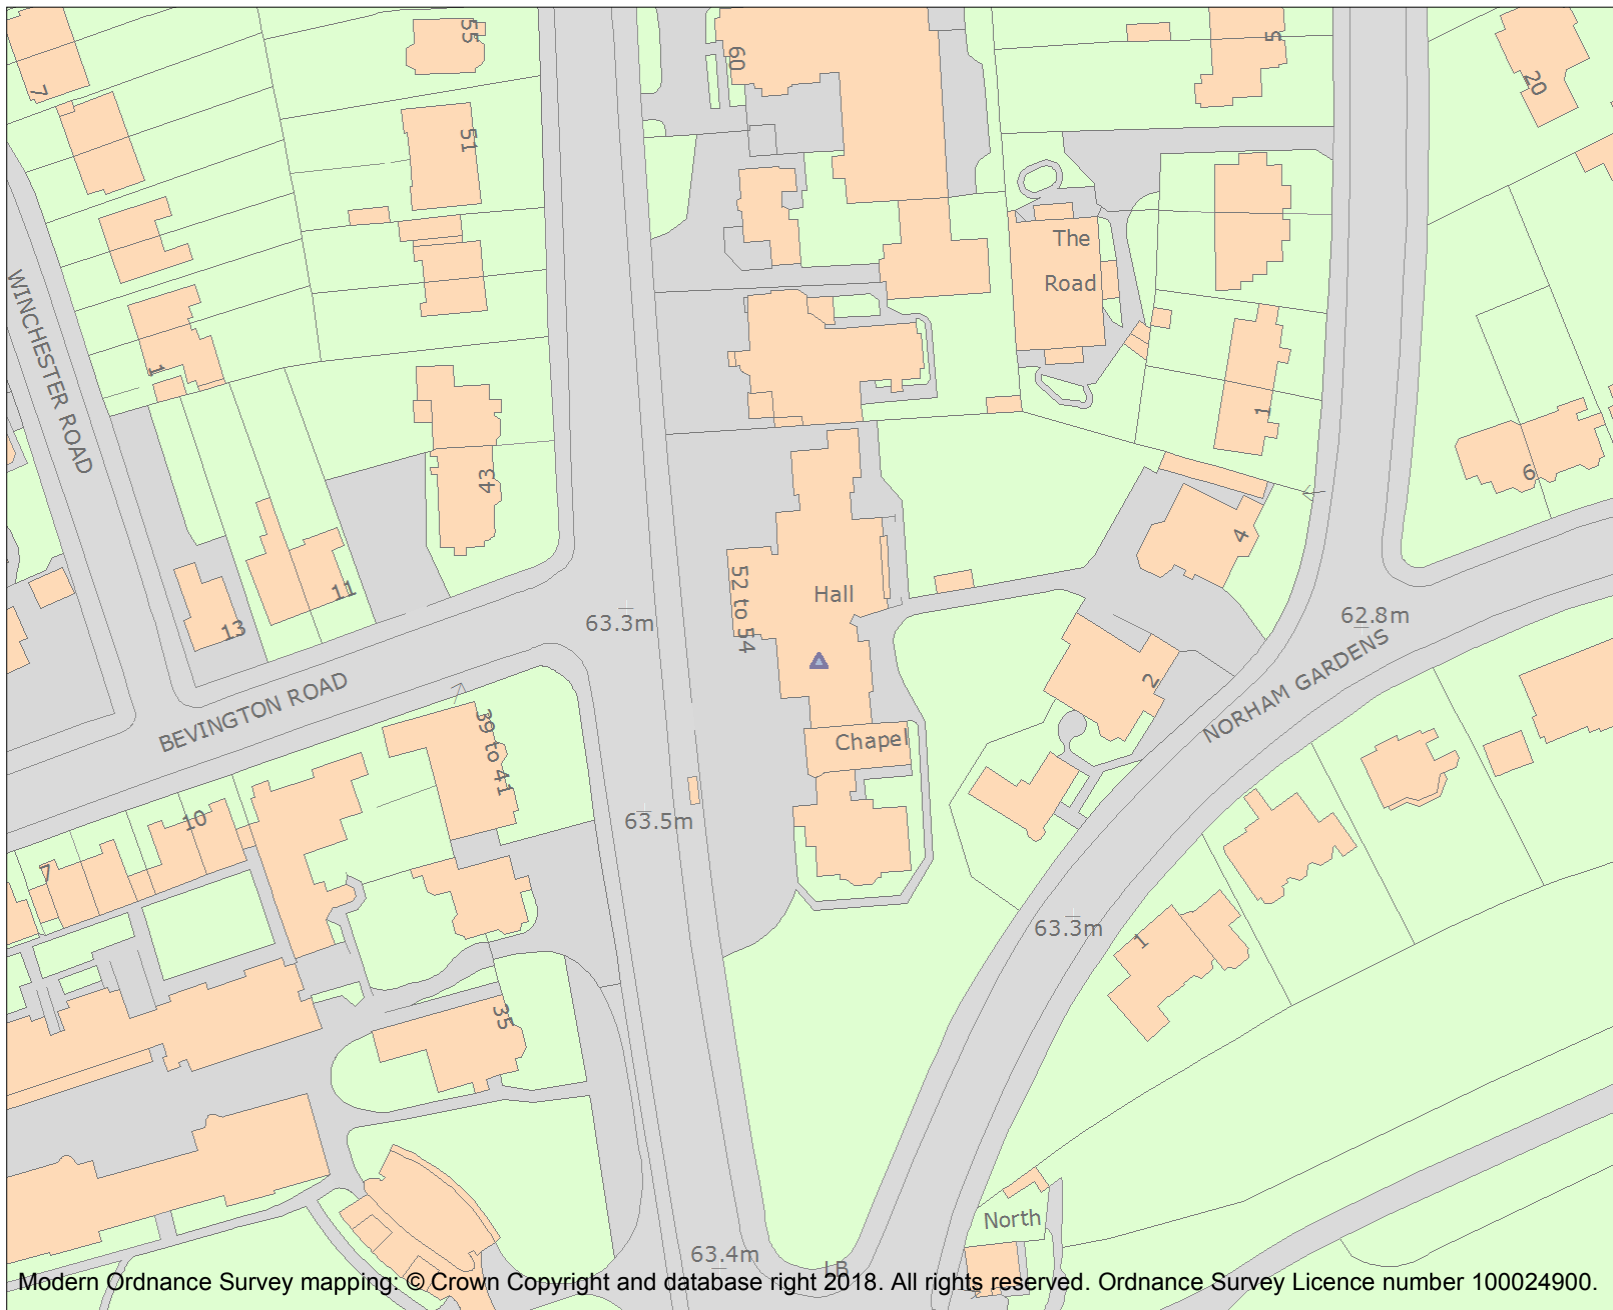 55
60
5
20
7
51
The
Road
WINCHESTER ROAD
1
1
43
6
4
11
52 to 54
Hall
13
63.3m
62.8m
BEVINGTON ROAD
2
NORHAM GARDENS
39 to 41
Chapel
10
63.5m
7
63.3m
1
35
North
63.4m
LB
Modern Ordnance Survey mapping: © Crown Copyright and database right 2018. All rights reserved. Ordnance Survey Licence number 100024900.